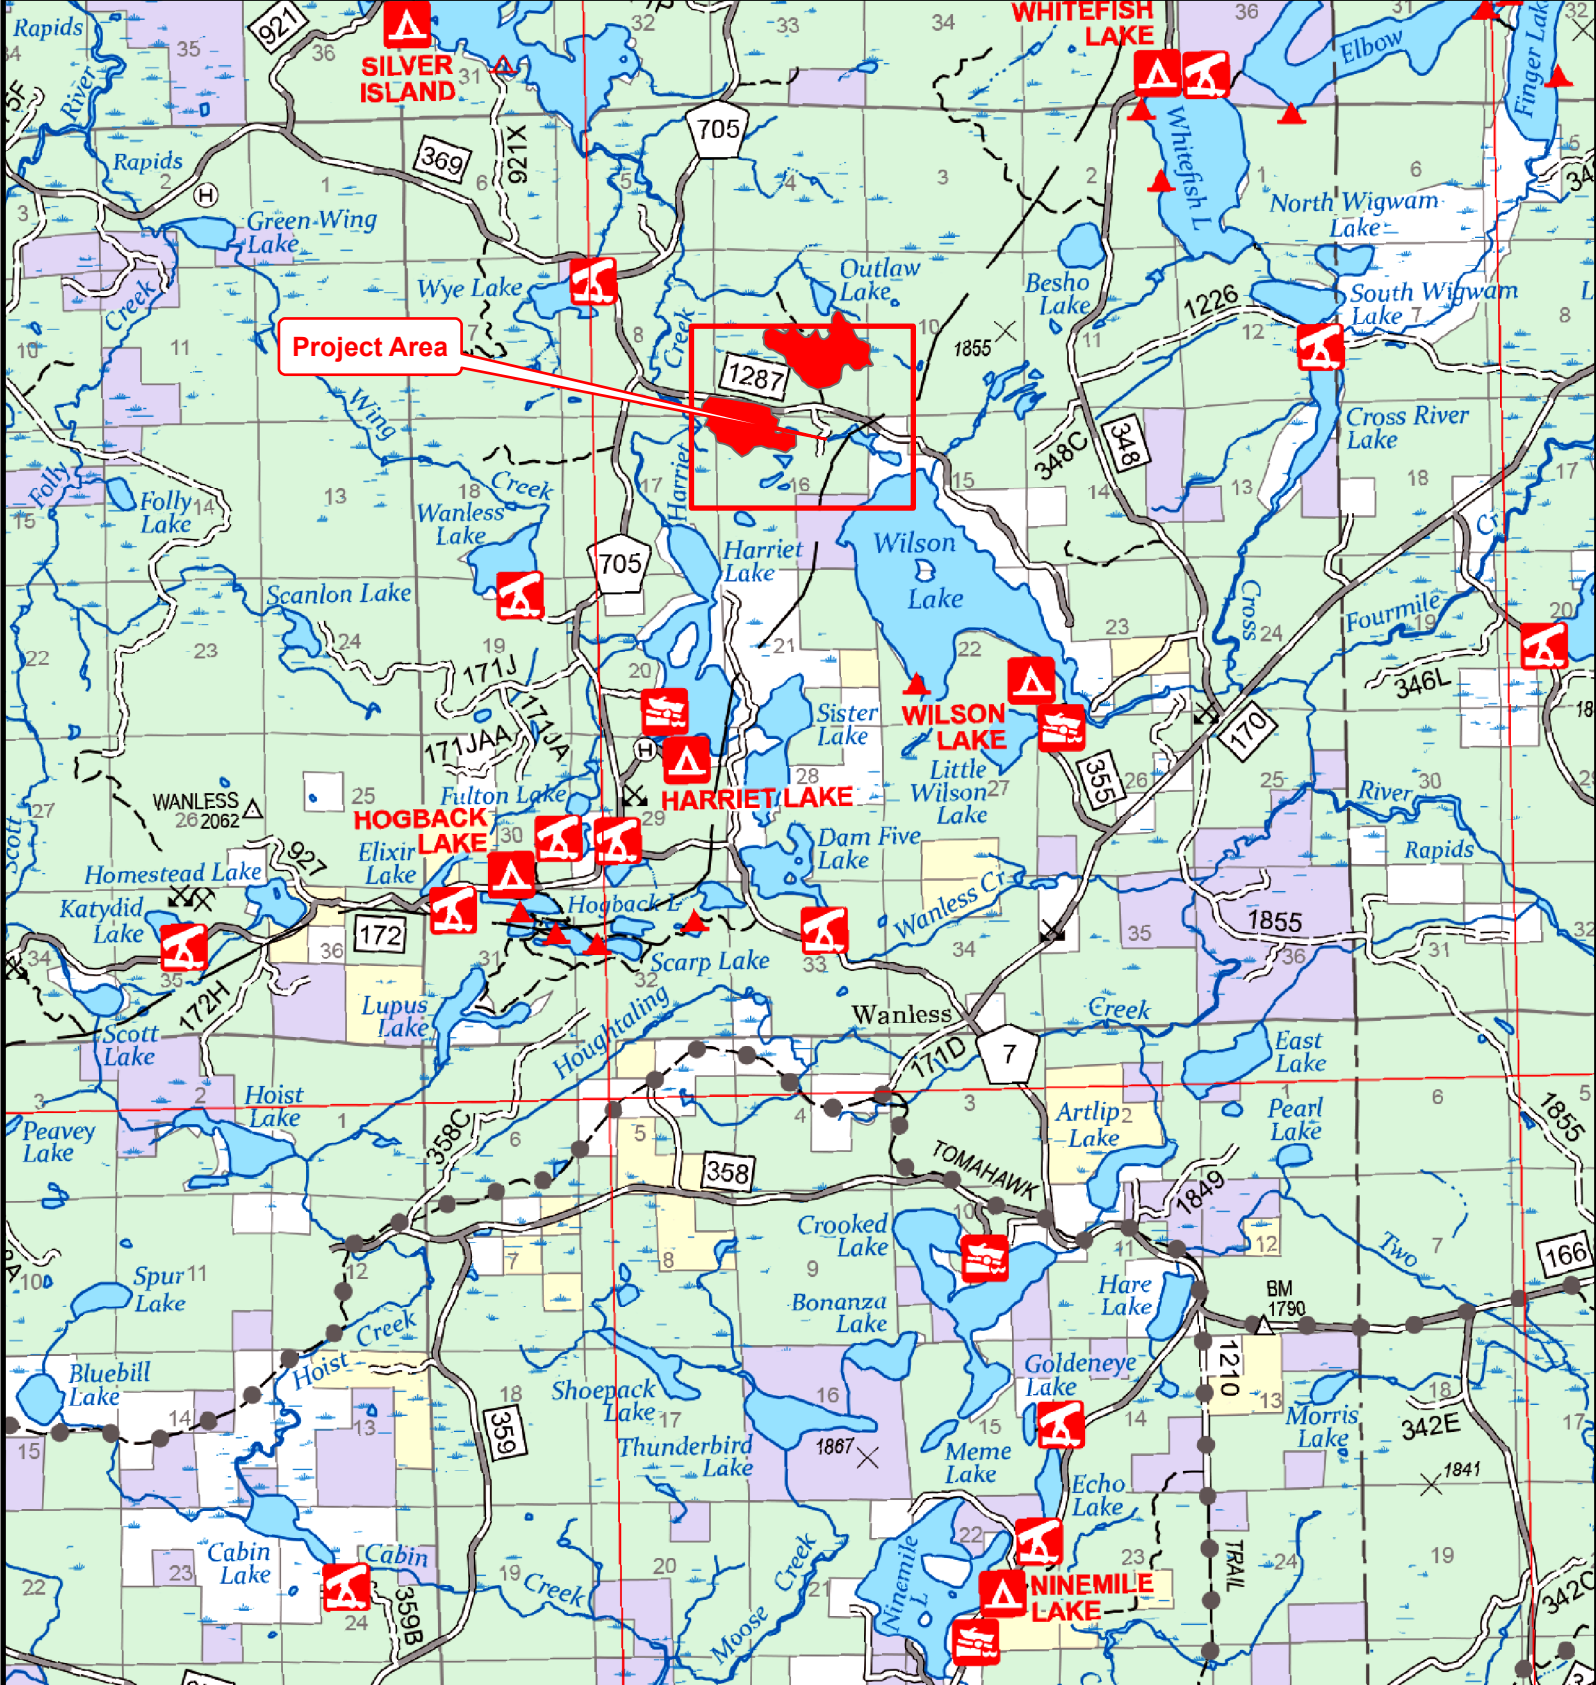 Rapids
River
921
36
35
34
SILVER
ISLAND
31
32
33
34
WHITEFISH
LAKE
36
31
Elbow
Finger Lake
32
705
369
921X
Rapids
2
1
6
5
4
3
2
1
6
5
3
H
Green Wing
Lake
Whitefish L
North Wigwam
Lake
Wye Lake
Creek
Outlaw
Lake
Besho
Lake
1226
South Wigwam
Lake
Creek
Project Area
10
11
7
8
10
1855
11
12
7
8
1287
Wing
348C
348
Cross River
Lake
Folly
Folly
Lake
14
13
18
Creek
Wanless
Lake
17
Harriet
16
15
14
13
18
17
15
Cr.
705
Harriet
Lake
Wilson
Lake
Scanlon Lake
Cross
Fourmile
22
23
24
19
171J
20
21
22
23
24
19
20
346L
171JA
171JAA
Sister
Lake
WILSON
LAKE
170
H
HARRIET LAKE
28
Little
Wilson
Lake
27
355
26
25
30
River
29
27
WANLESS
2062
26
25
Fulton Lake
HOGBACK
LAKE
30
29
Scott
927
Elixir
Lake
Dam Five
Lake
Rapids
Homestead Lake
Katydid
Lake
172
Hogback L
Wanless Cr.
1855
34
35
36
31
32
Scarp Lake
33
34
35
36
31
32
172H
Lupus
Lake
Scott
Lake
Houghtaling
Wanless
Creek
171D
7
East
Lake
3
2
1
Hoist
Lake
Peavey
Lake
358C
6
5
4
3
Artlip
Lake
2
1
Pearl
Lake
6
5
1855
358
TOMAHAWK
1849
10
Crooked
Lake
11
12
7
Two
166
10
Spur
Lake
11
12
7
8
9
Bonanza
Lake
Hare
Lake
BM
1790
Hoist Creek
Bluebill
Lake
Goldeneye
Lake
1210
13
18
342E
Morris
Lake
17
15
14
13
359
18
Shoepack
Lake
17
16
15
14
Thunderbird
Lake
1867
Meme
Lake
Echo
Lake
1841
Cabin
Lake
Cabin
Creek
22
23
24
359B
19
20
Moose
Creek
21
Ninemile
L
22
NINEMILE
LAKE
23
TRAIL
24
19
342C